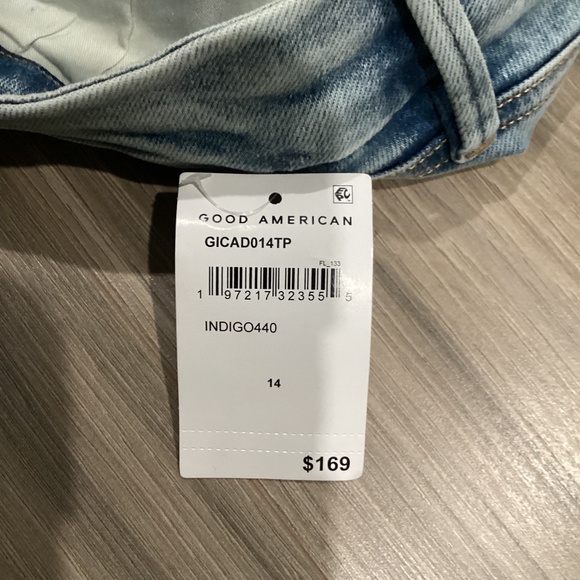 GOOD AMERICAN
GICAD014TP
FL_133
1 97217 32355 5
INDIGO440
14
$169